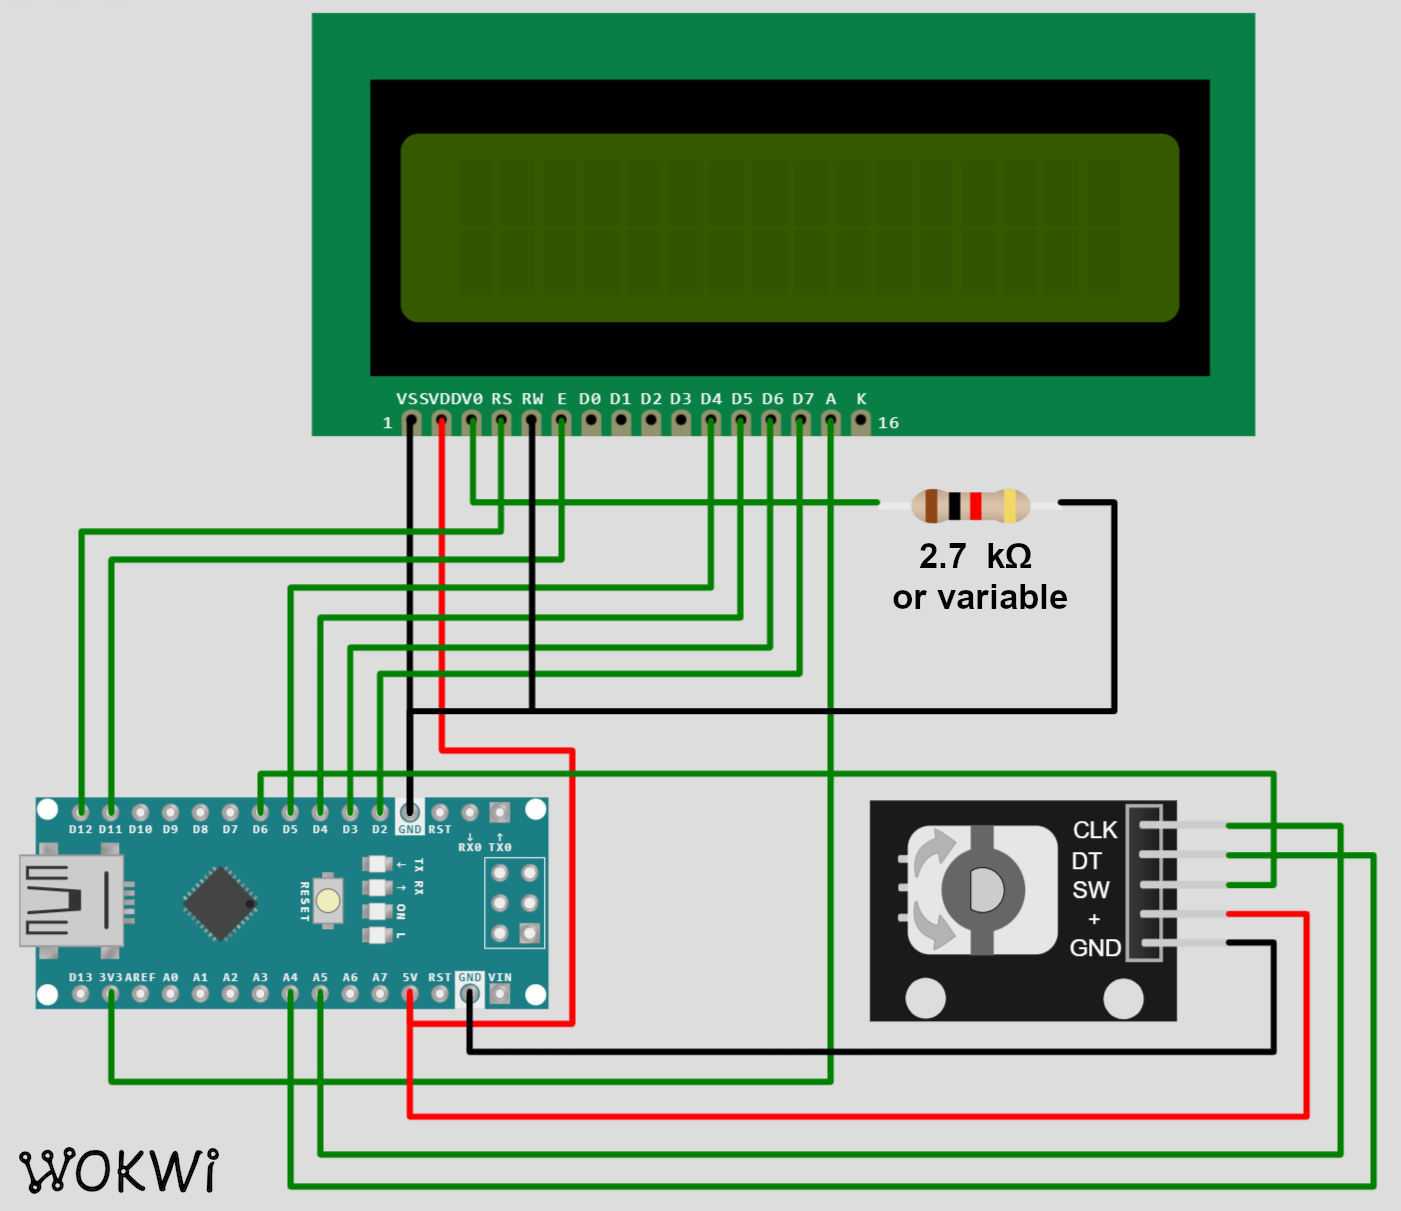 VSS VDD V0 RS RW E D0 D1 D2 D3 D4 D5 D6 D7 A K
1 16
2.7 kΩ
or variable
D12 D11 D10 D9 D8 D7 D6 D5 D4 D3 D2 GND RST
↓ ↑
RX0 TX0
← TX
→ RX
ON
L
RESET
D13 3V3 AREF A0 A1 A2 A3 A4 A5 A6 A7 5V RST GND VIN
CLK
DT
SW
+
GND
WOKWi